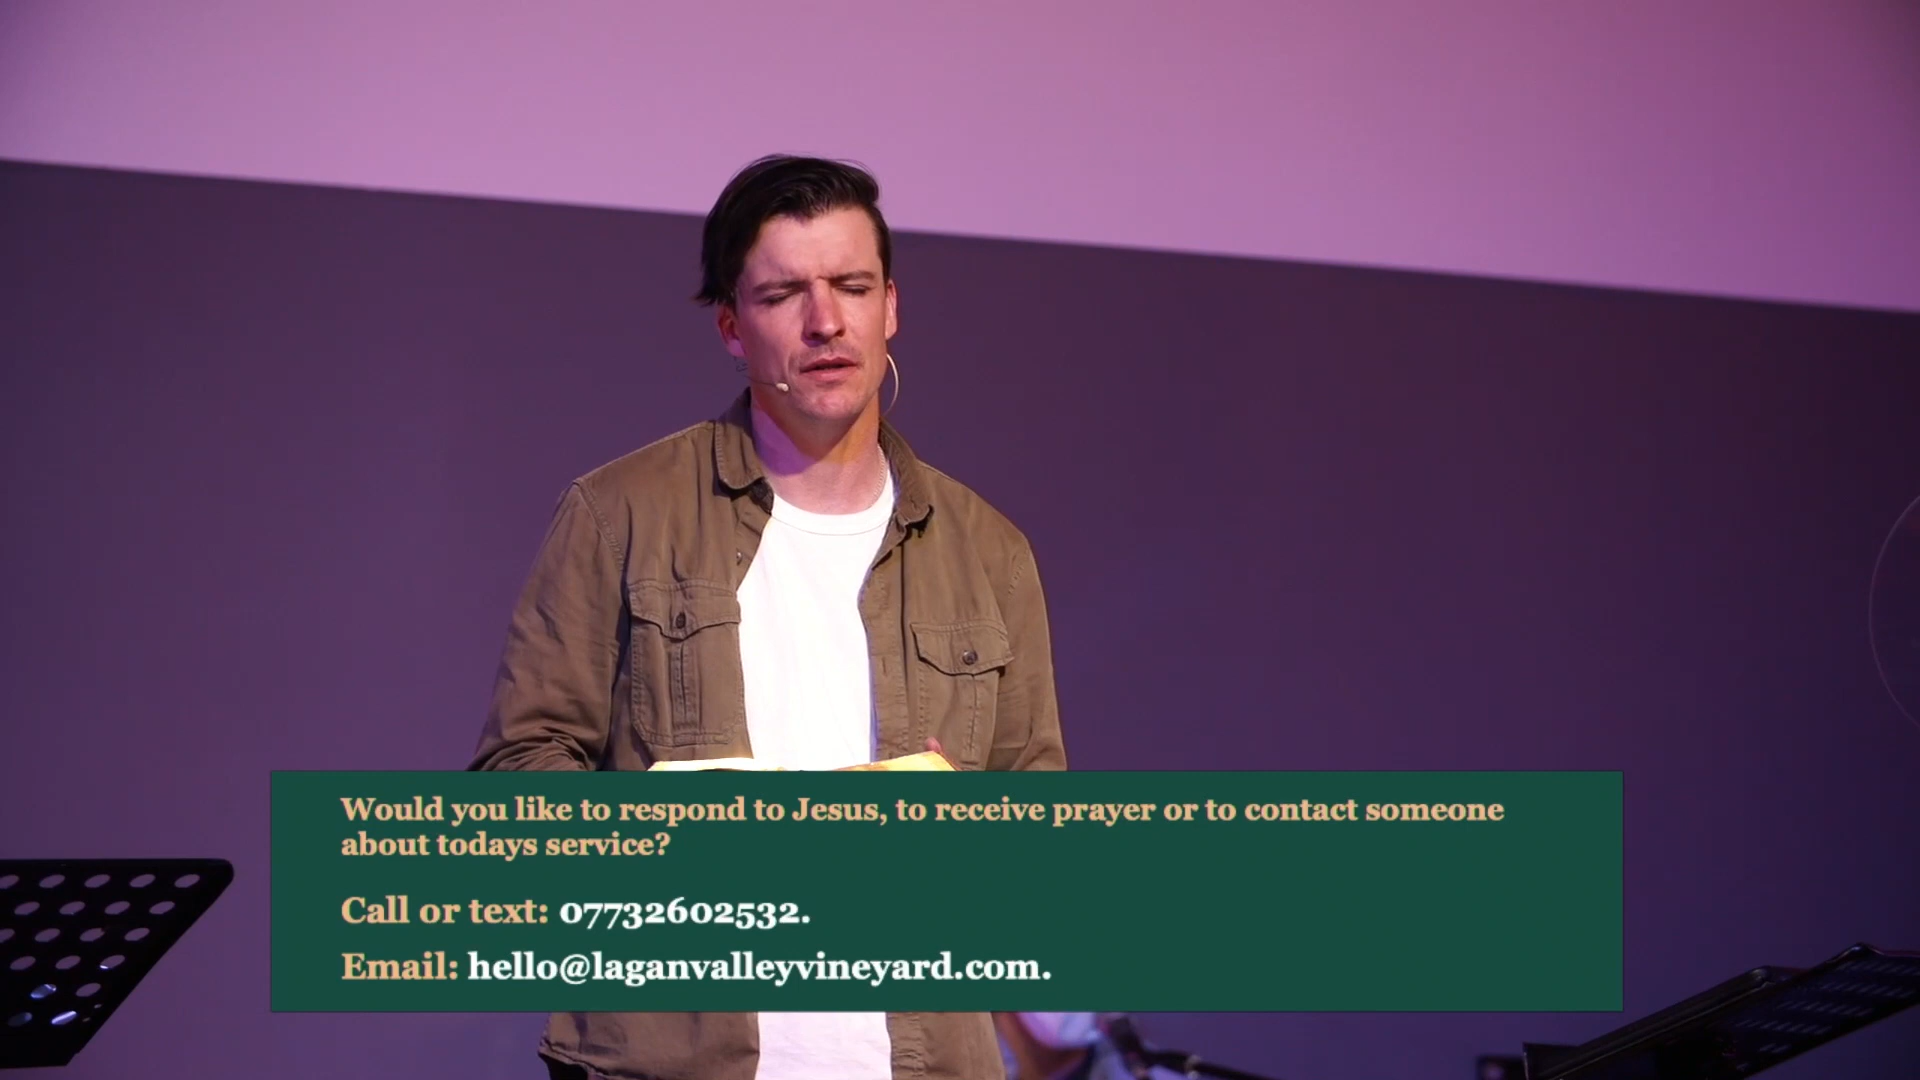 Would you like to respond to Jesus, to receive prayer or to contact someone
about todays service?
Call or text: 07732602532.
Email: hello@laganvalleyvineyard.com.